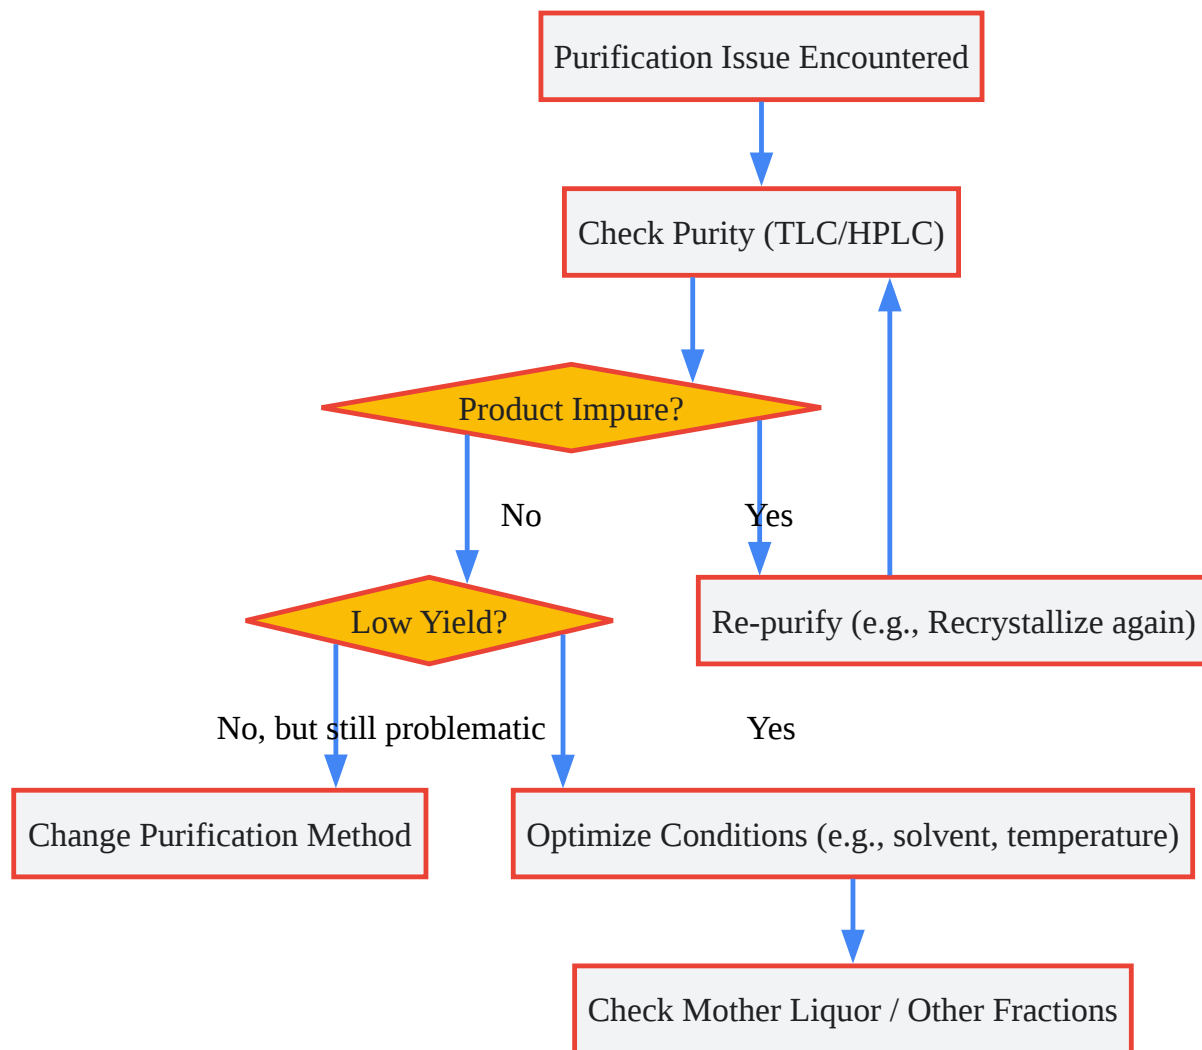 Purification Issue Encountered
Check Purity (TLC/HPLC)
Product Impure?
No
Yes
Low Yield?
Re-purify (e.g., Recrystallize again)
No, but still problematic
Yes
Change Purification Method
Optimize Conditions (e.g., solvent, temperature)
Check Mother Liquor / Other Fractions